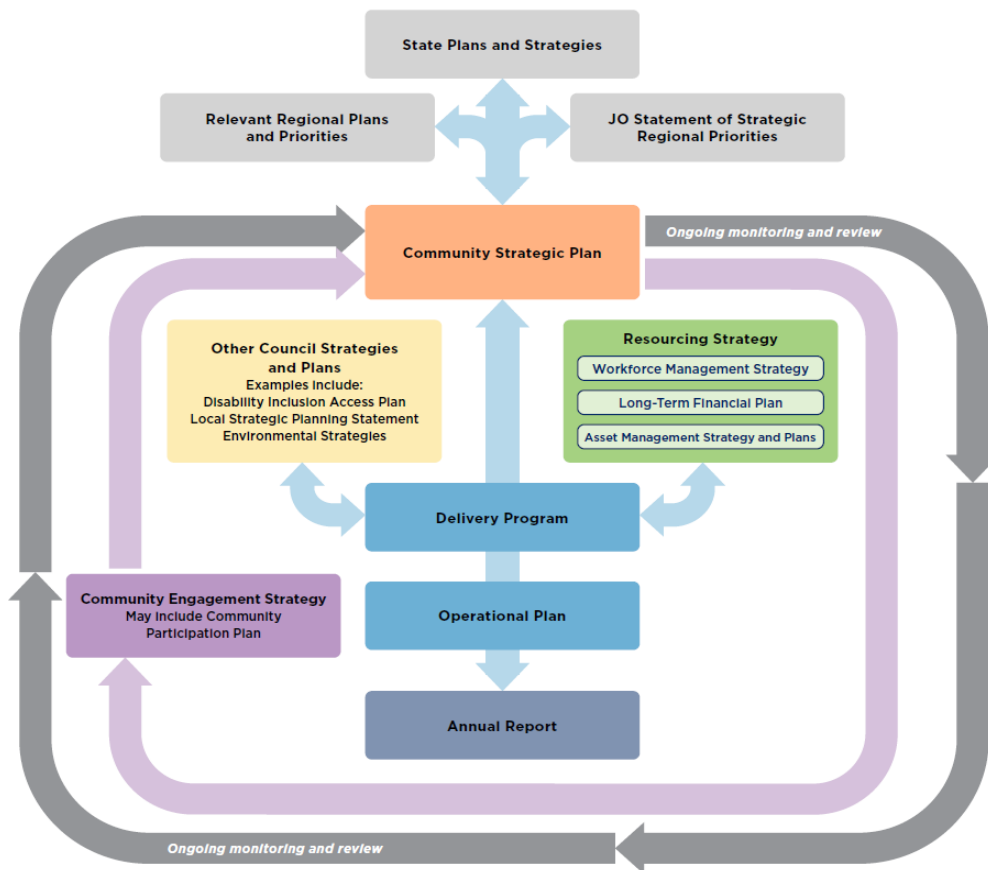 State Plans and Strategies
Relevant Regional Plans
and Priorities
JO Statement of Strategic
Regional Priorities
Community Strategic Plan
Ongoing monitoring and review
Other Council Strategies
and Plans
Examples include:
Disability Inclusion Access Plan
Local Strategic Planning Statement
Environmental Strategies
Resourcing Strategy
Workforce Management Strategy
Long-Term Financial Plan
Asset Management Strategy and Plans
Delivery Program
Community Engagement Strategy
May include Community
Participation Plan
Operational Plan
Annual Report
Ongoing monitoring and review